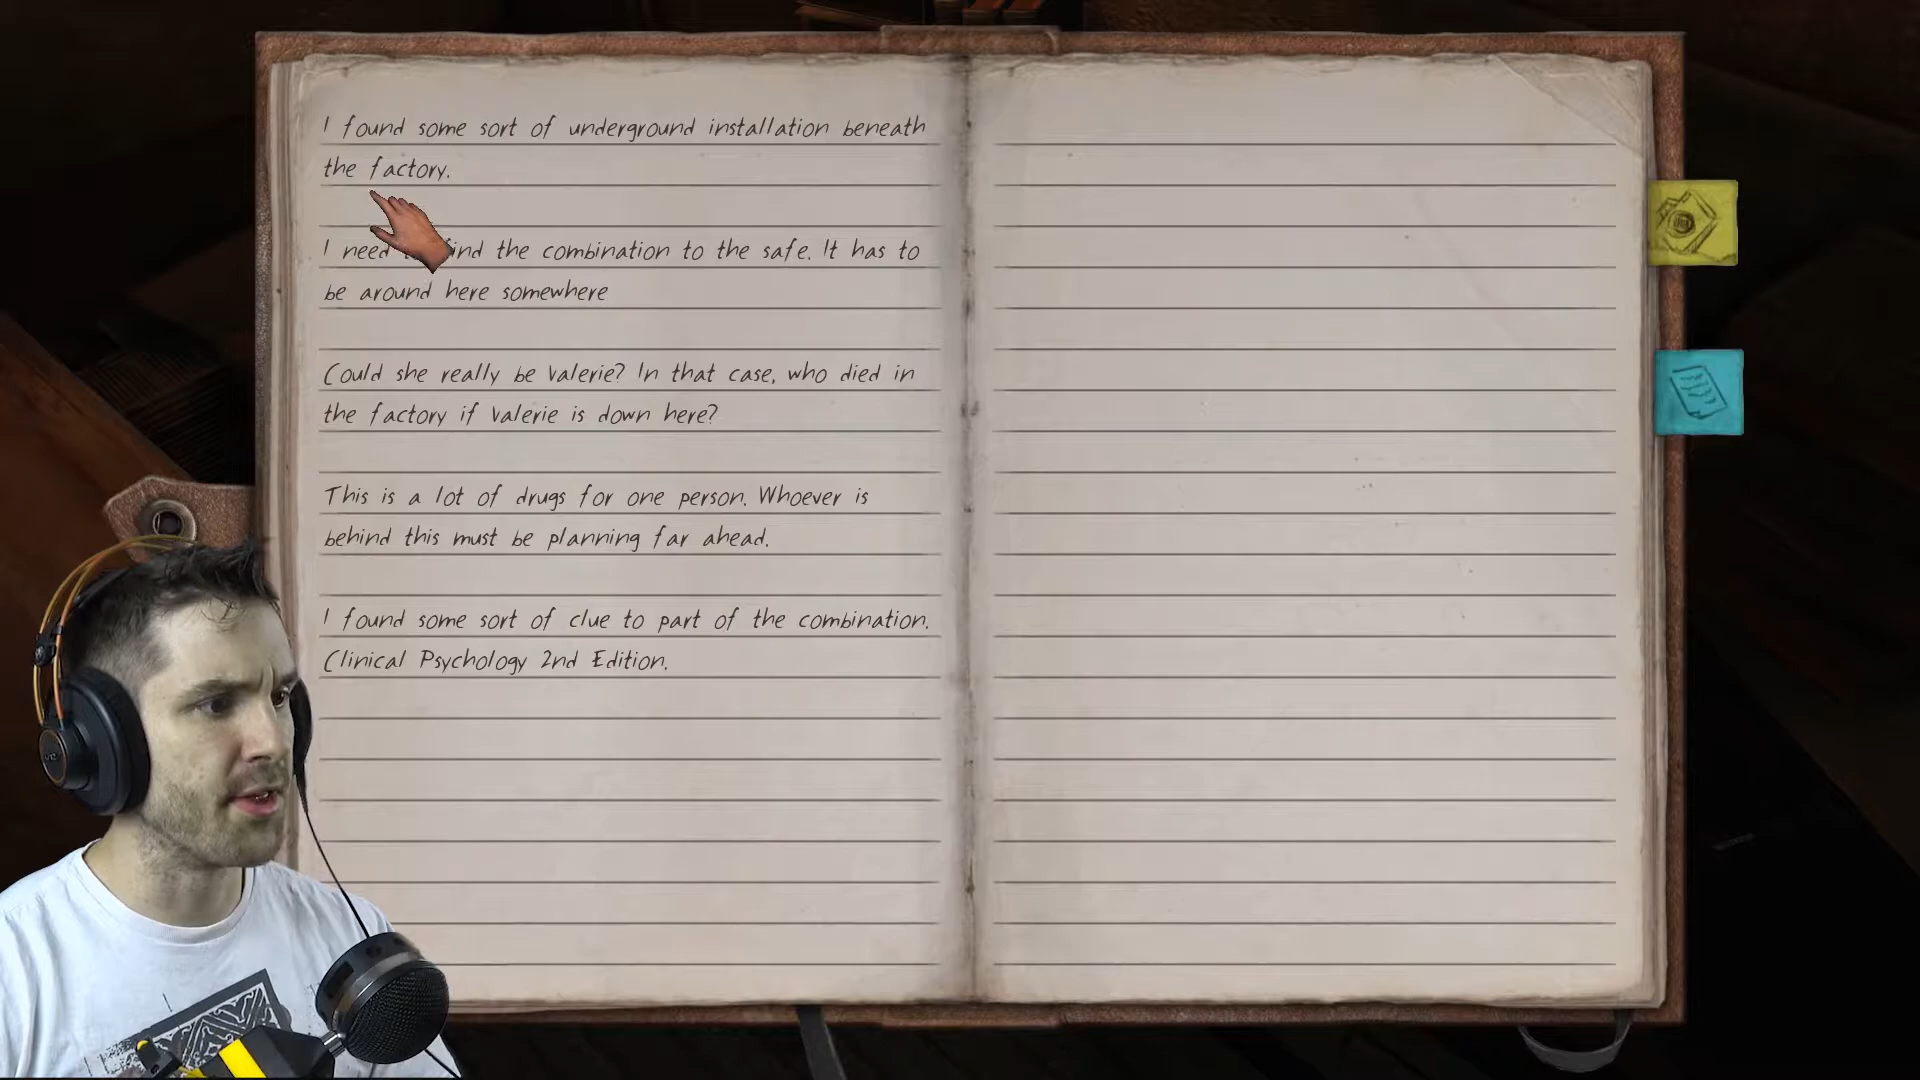 I found some sort of underground installation beneath
the factory.
I need find the combination to the safe. It has to
be around here somewhere
Could she really be Valerie? In that case, who died in
the factory if Valerie is down here?
This is a lot of drugs for one person. Whoever is
behind this must be planning far ahead.
I found some sort of clue to part of the combination.
Clinical Psychology 2nd Edition.